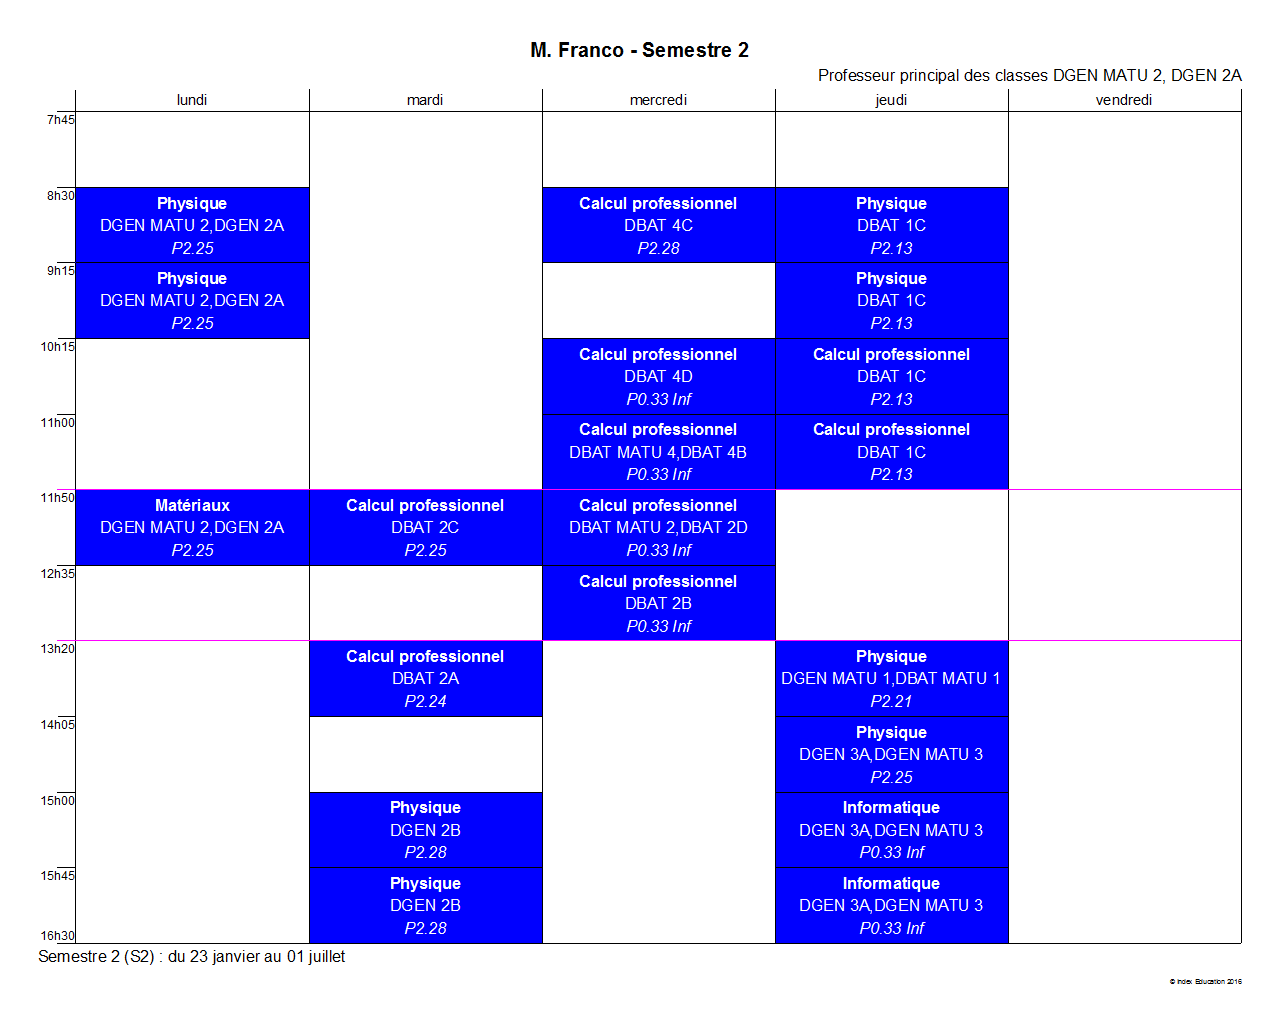 M. Franco - Semestre 2
Professeur principal des classes DGEN MATU 2, DGEN 2A
lundi mardi mercredi jeudi vendredi
7h45
8h30
Physique
DGEN MATU 2,DGEN 2A
P2.25
Calcul professionnel
DBAT 4C
P2.28
Physique
DBAT 1C
P2.13
9h15
Physique
DGEN MATU 2,DGEN 2A
P2.25
Physique
DBAT 1C
P2.13
10h15
Calcul professionnel
DBAT 4D
P0.33 Inf
Calcul professionnel
DBAT 1C
P2.13
11h00
Calcul professionnel
DBAT MATU 4,DBAT 4B
P0.33 Inf
Calcul professionnel
DBAT 1C
P2.13
11h50
Matériaux
DGEN MATU 2,DGEN 2A
P2.25
Calcul professionnel
DBAT 2C
P2.25
Calcul professionnel
DBAT MATU 2,DBAT 2D
P0.33 Inf
12h35
Calcul professionnel
DBAT 2B
P0.33 Inf
13h20
Calcul professionnel
DBAT 2A
P2.24
Physique
DGEN MATU 1,DBAT MATU 1
P2.21
14h05
Physique
DGEN 3A,DGEN MATU 3
P2.25
15h00
Physique
DGEN 2B
P2.28
Informatique
DGEN 3A,DGEN MATU 3
P0.33 Inf
15h45
Physique
DGEN 2B
P2.28
Informatique
DGEN 3A,DGEN MATU 3
P0.33 Inf
16h30
Semestre 2 (S2) : du 23 janvier au 01 juillet
© Index Education 2016